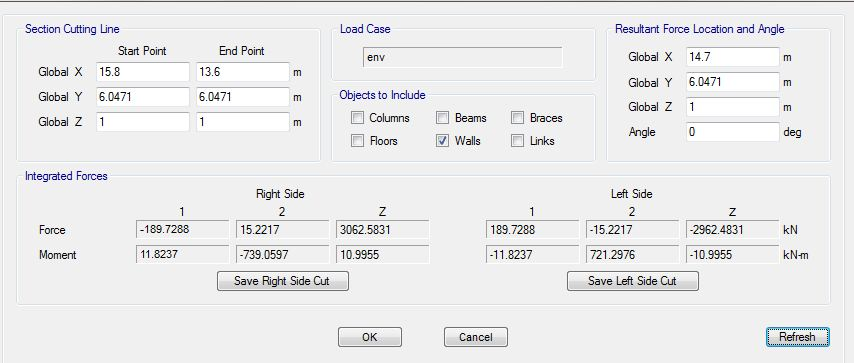 Section Cutting Line
Start Point End Point
Global X 15.8 13.6 m
Global Y 6.0471 6.0471 m
Global Z 1 1 m
Load Case
env
Objects to Include
Columns Beams Braces
Floors Walls Links
Resultant Force Location and Angle
Global X 14.7 m
Global Y 6.0471 m
Global Z 1 m
Angle 0 deg
Integrated Forces
Right Side Left Side
1 2 Z 1 2 Z
Force -189.7288 15.2217 3062.5831 189.7288 -15.2217 -2962.4831 kN
Moment 11.8237 -739.0597 10.9955 -11.8237 721.2976 -10.9955 kN-m
Save Right Side Cut Save Left Side Cut
OK Cancel Refresh